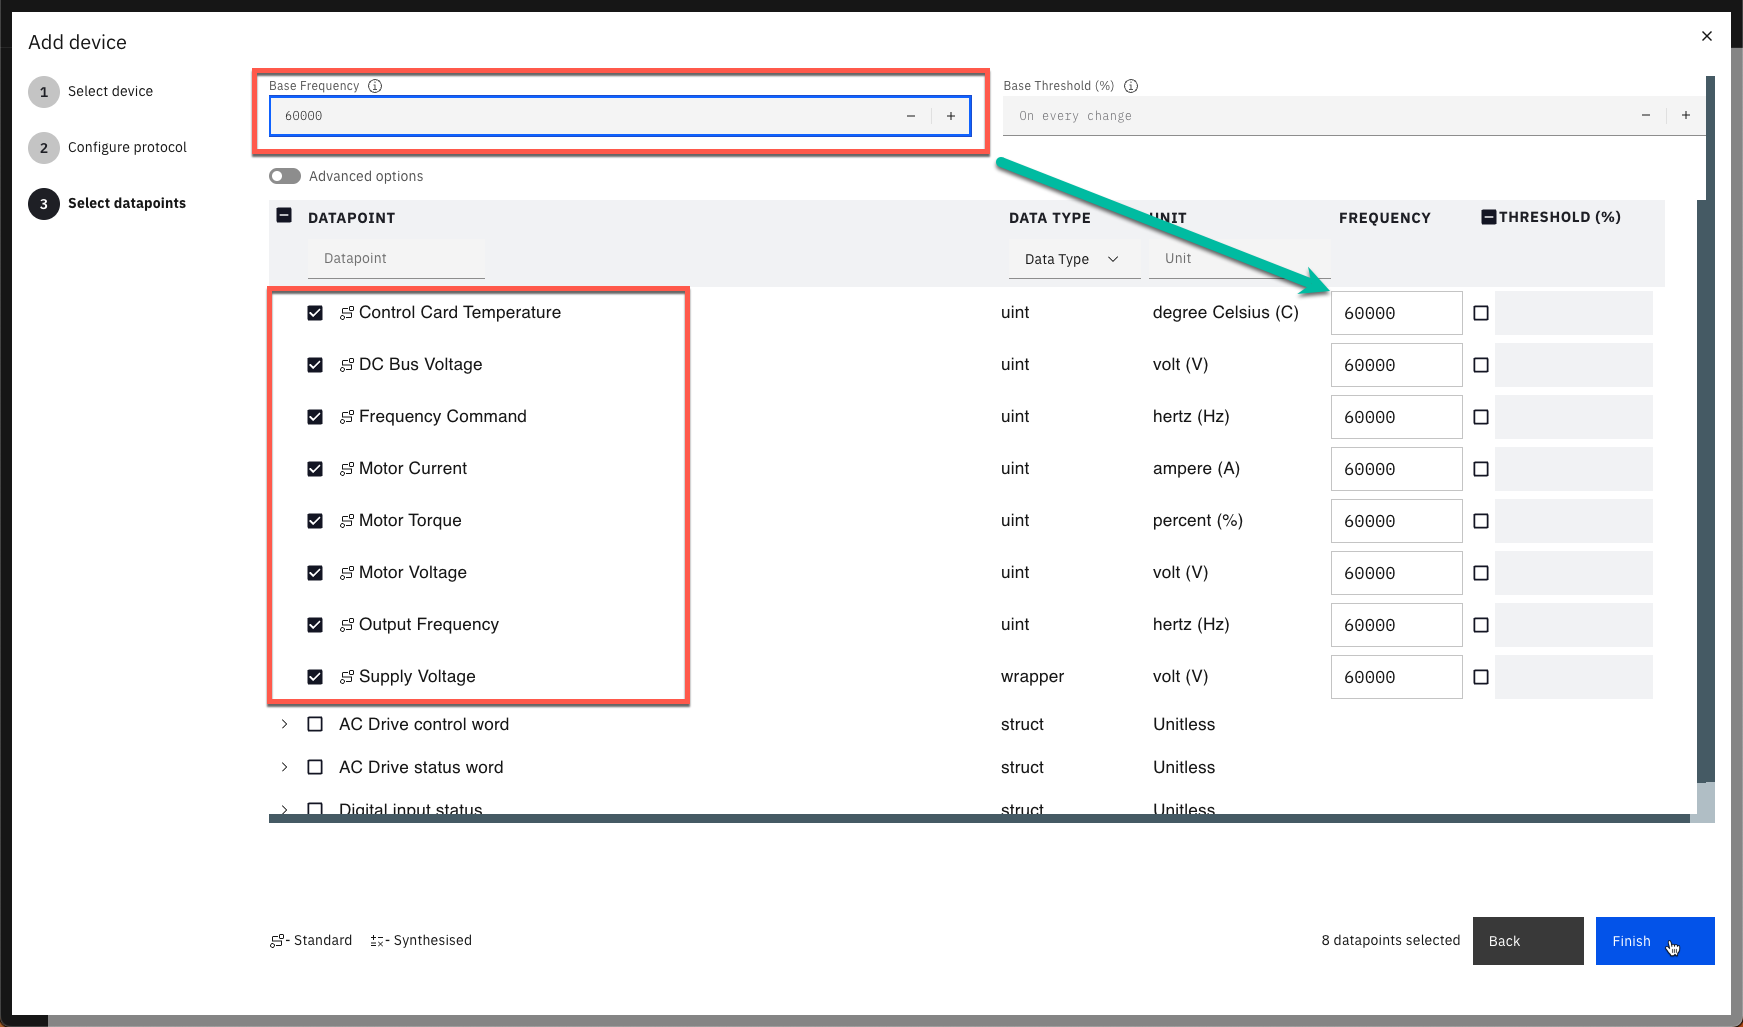 Add device
1 Select device
2 Configure protocol
3 Select datapoints
Base Frequency
60000
Base Threshold (%)
On every change
Advanced options
DATAPOINT DATA TYPE UNIT FREQUENCY THRESHOLD (%)
Datapoint Data Type Unit
Control Card Temperature uint degree Celsius (C) 60000
DC Bus Voltage uint volt (V) 60000
Frequency Command uint hertz (Hz) 60000
Motor Current uint ampere (A) 60000
Motor Torque uint percent (%) 60000
Motor Voltage uint volt (V) 60000
Output Frequency uint hertz (Hz) 60000
Supply Voltage wrapper volt (V) 60000
AC Drive control word struct Unitless
AC Drive status word struct Unitless
Digital input status struct Unitless
- Standard - Synthesised 8 datapoints selected Back Finish